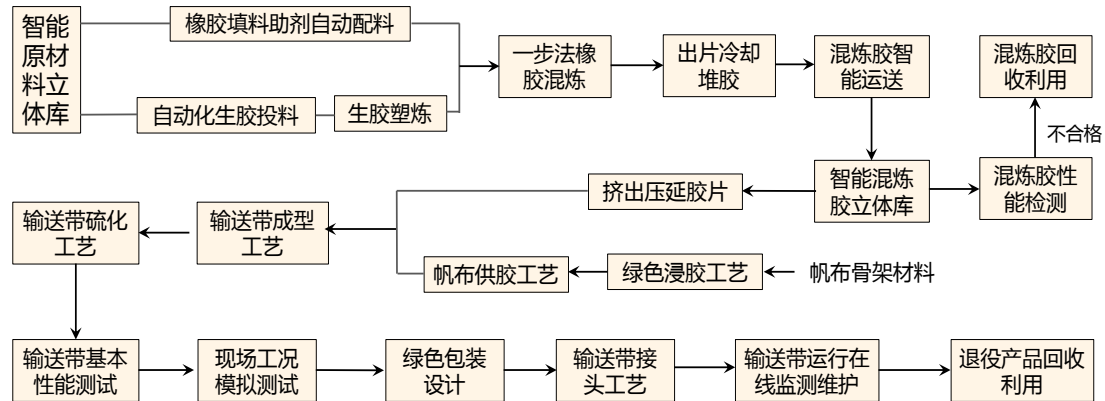 智能
原材
料立
体库
橡胶填料助剂自动配料
自动化生胶投料
生胶塑炼
一步法橡
胶混炼
出片冷却
堆胶
混炼胶智
能运送
混炼胶回
收利用
不合格
智能混炼
胶立体库
混炼胶性
能检测
挤出压延胶片
帆布骨架材料
绿色浸胶工艺
帆布供胶工艺
输送带成型
工艺
输送带硫化
工艺
输送带基本
性能测试
现场工况
模拟测试
绿色包装
设计
输送带接
头工艺
输送带运行在
线监测维护
退役产品回收
利用